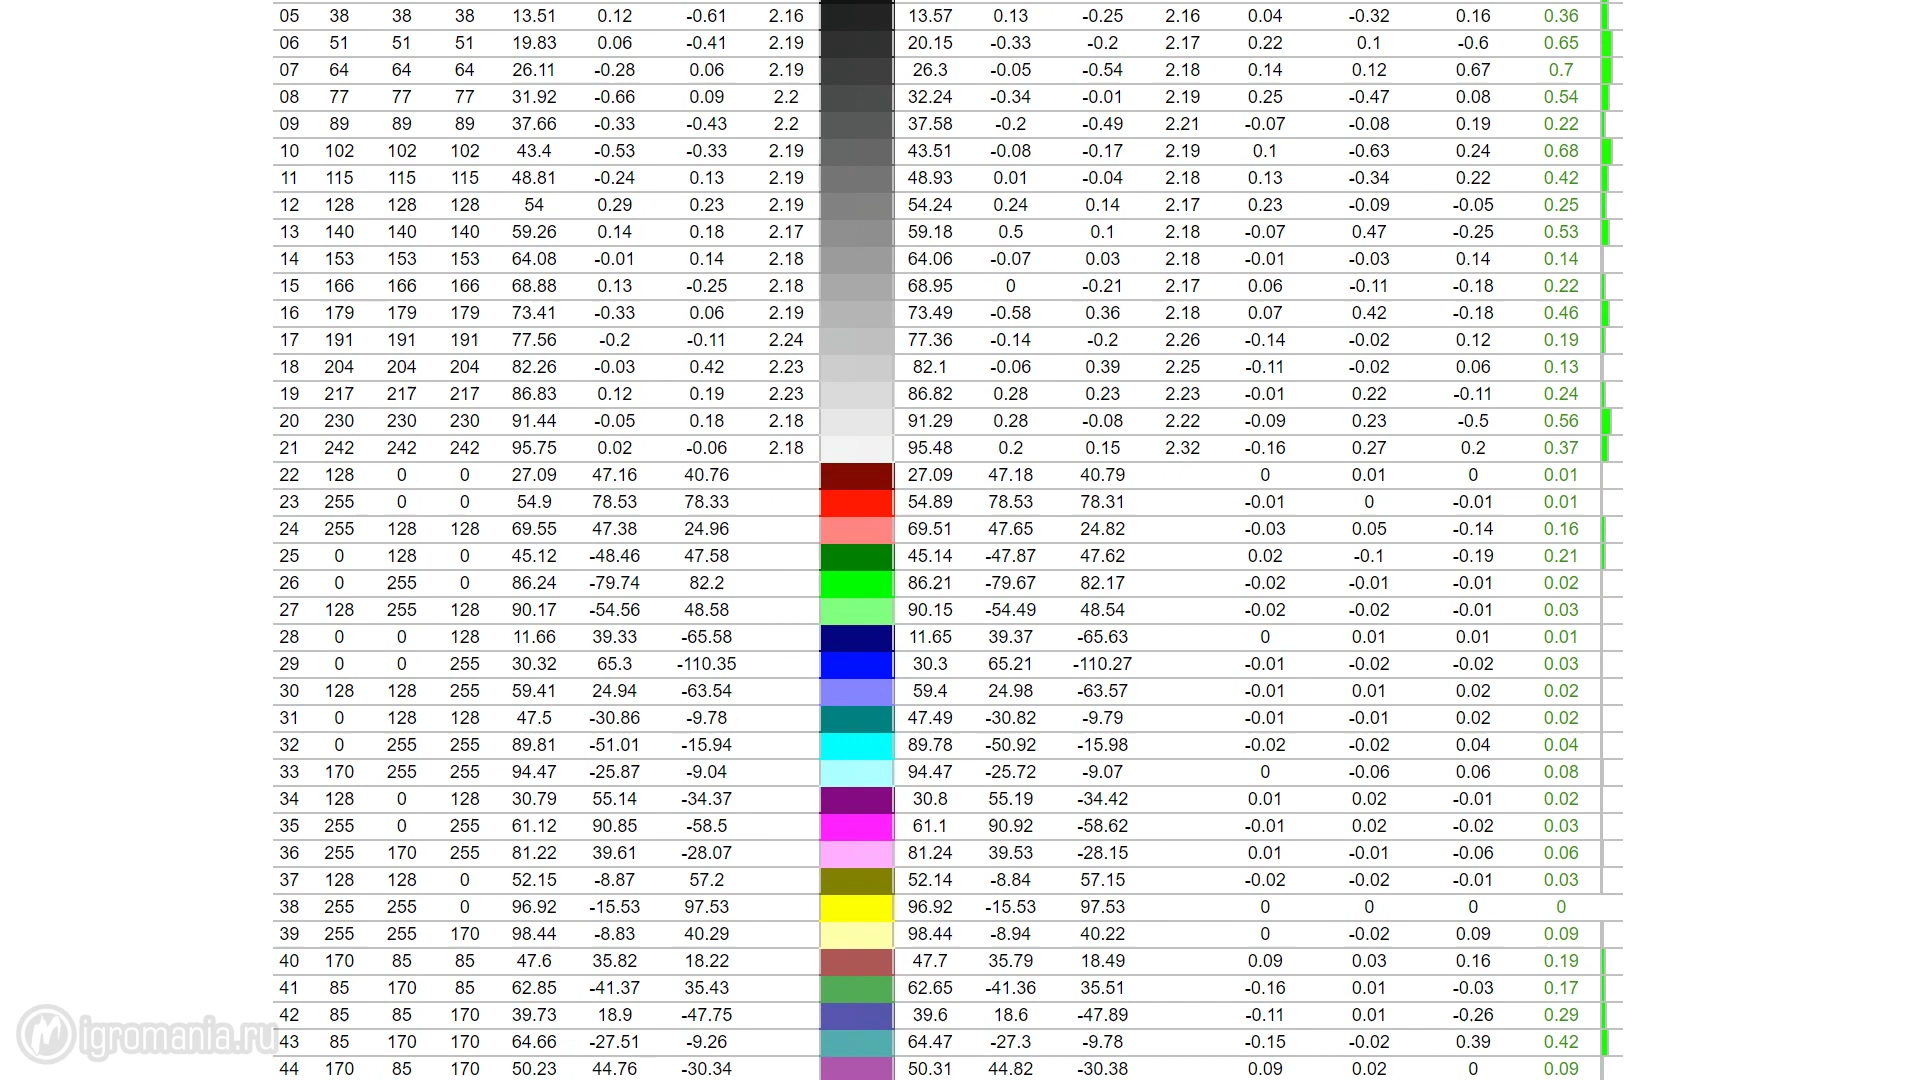 05 38 38 38 13.51 0.12 -0.61 2.16 13.57 0.13 -0.25 2.16 0.04 -0.32 0.16 0.36
06 51 51 51 19.83 0.06 -0.41 2.19 20.15 -0.33 -0.2 2.17 0.22 0.1 -0.6 0.65
07 64 64 64 26.11 -0.28 0.06 2.19 26.3 -0.05 -0.54 2.18 0.14 0.12 0.67 0.7
08 77 77 77 31.92 -0.66 0.09 2.2 32.24 -0.34 -0.01 2.19 0.25 -0.47 0.08 0.54
09 89 89 89 37.66 -0.33 -0.43 2.2 37.58 -0.2 -0.49 2.21 -0.07 -0.08 0.19 0.22
10 102 102 102 43.4 -0.53 -0.33 2.19 43.51 -0.08 -0.17 2.19 0.1 -0.63 0.24 0.68
11 115 115 115 48.81 -0.24 0.13 2.19 48.93 0.01 -0.04 2.18 0.13 -0.34 0.22 0.42
12 128 128 128 54 0.29 0.23 2.19 54.24 0.24 0.14 2.17 0.23 -0.09 -0.05 0.25
13 140 140 140 59.26 0.14 0.18 2.17 59.18 0.5 0.1 2.18 -0.07 0.47 -0.25 0.53
14 153 153 153 64.08 -0.01 0.14 2.18 64.06 -0.07 0.03 2.18 -0.01 -0.03 0.14 0.14
15 166 166 166 68.88 0.13 -0.25 2.18 68.95 0 -0.21 2.17 0.06 -0.11 -0.18 0.22
16 179 179 179 73.41 -0.33 0.06 2.19 73.49 -0.58 0.36 2.18 0.07 0.42 -0.18 0.46
17 191 191 191 77.56 -0.2 -0.11 2.24 77.36 -0.14 -0.2 2.26 -0.14 -0.02 0.12 0.19
18 204 204 204 82.26 -0.03 0.42 2.23 82.1 -0.06 0.39 2.25 -0.11 -0.02 0.06 0.13
19 217 217 217 86.83 0.12 0.19 2.23 86.82 0.28 0.23 2.23 -0.01 0.22 -0.11 0.24
20 230 230 230 91.44 -0.05 0.18 2.18 91.29 0.28 -0.08 2.22 -0.09 0.23 -0.5 0.56
21 242 242 242 95.75 0.02 -0.06 2.18 95.48 0.2 0.15 2.32 -0.16 0.27 0.2 0.37
22 128 0 0 27.09 47.16 40.76 27.09 47.18 40.79 0 0.01 0 0.01
23 255 0 0 54.9 78.53 78.33 54.89 78.53 78.31 -0.01 0 -0.01 0.01
24 255 128 128 69.55 47.38 24.96 69.51 47.65 24.82 -0.03 0.05 -0.14 0.16
25 0 128 0 45.12 -48.46 47.58 45.14 -47.87 47.62 0.02 -0.1 -0.19 0.21
26 0 255 0 86.24 -79.74 82.2 86.21 -79.67 82.17 -0.02 -0.01 -0.01 0.02
27 128 255 128 90.17 -54.56 48.58 90.15 -54.49 48.54 -0.02 -0.02 -0.01 0.03
28 0 0 128 11.66 39.33 -65.58 11.65 39.37 -65.63 0 0.01 0.01 0.01
29 0 0 255 30.32 65.3 -110.35 30.3 65.21 -110.27 -0.01 -0.02 -0.02 0.03
30 128 128 255 59.41 24.94 -63.54 59.4 24.98 -63.57 -0.01 0.01 0.02 0.02
31 0 128 128 47.5 -30.86 -9.78 47.49 -30.82 -9.79 -0.01 -0.01 0.02 0.02
32 0 255 255 89.81 -51.01 -15.94 89.78 -50.92 -15.98 -0.02 -0.02 0.04 0.04
33 170 255 255 94.47 -25.87 -9.04 94.47 -25.72 -9.07 0 -0.06 0.06 0.08
34 128 0 128 30.79 55.14 -34.37 30.8 55.19 -34.42 0.01 0.02 -0.01 0.02
35 255 0 255 61.12 90.85 -58.5 61.1 90.92 -58.62 -0.01 0.02 -0.02 0.03
36 255 170 255 81.22 39.61 -28.07 81.24 39.53 -28.15 0.01 -0.01 -0.06 0.06
37 128 128 0 52.15 -8.87 57.2 52.14 -8.84 57.15 -0.02 -0.02 -0.01 0.03
38 255 255 0 96.92 -15.53 97.53 96.92 -15.53 97.53 0 0 0 0
39 255 255 170 98.44 -8.83 40.29 98.44 -8.94 40.22 0 -0.02 0.09 0.09
40 170 85 85 47.6 35.82 18.22 47.7 35.79 18.49 0.09 0.03 0.16 0.19
41 85 170 85 62.85 -41.37 35.43 62.65 -41.36 35.51 -0.16 0.01 -0.03 0.17
42 85 85 170 39.73 18.9 -47.75 39.6 18.6 -47.89 -0.11 0.01 -0.26 0.29
43 85 170 170 64.66 -27.51 -9.26 64.47 -27.3 -9.78 -0.15 -0.02 0.39 0.42
44 170 85 170 50.23 44.76 -30.34 50.31 44.82 -30.38 0.09 0.02 0 0.09
igromania.ru